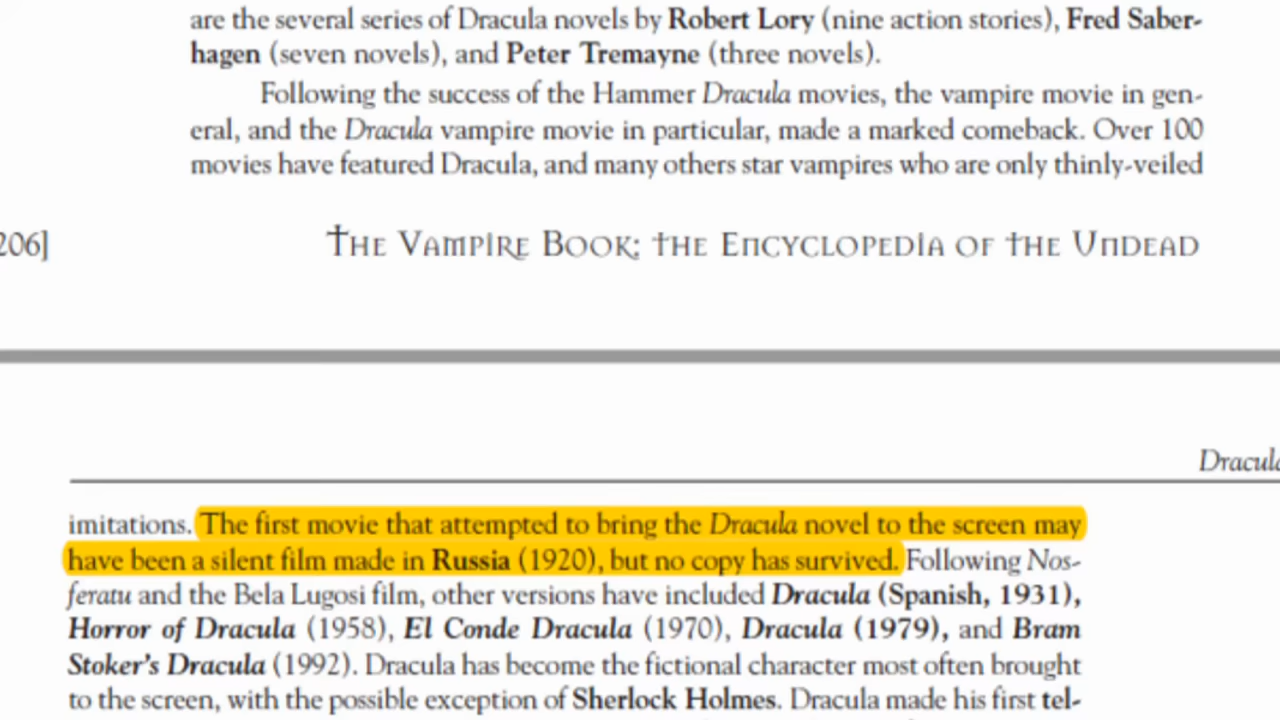 are the several series of Dracula novels by Robert Lory (nine action stories), Fred Saber-
hagen (seven novels), and Peter Tremayne (three novels).
Following the success of the Hammer Dracula movies, the vampire movie in gen-
eral, and the Dracula vampire movie in particular, made a marked comeback. Over 100
movies have featured Dracula, and many others star vampires who are only thinly-veiled
206] THE VAMPIRE BOOK: THE ENCYCLOPEDIA OF THE UNDEAD
Dracula
imitations. The first movie that attempted to bring the Dracula novel to the screen may
have been a silent film made in Russia (1920), but no copy has survived. Following Nos-
feratu and the Bela Lugosi film, other versions have included Dracula (Spanish, 1931),
Horror of Dracula (1958), El Conde Dracula (1970), Dracula (1979), and Bram
Stoker's Dracula (1992). Dracula has become the fictional character most often brought
to the screen, with the possible exception of Sherlock Holmes. Dracula made his first tel-